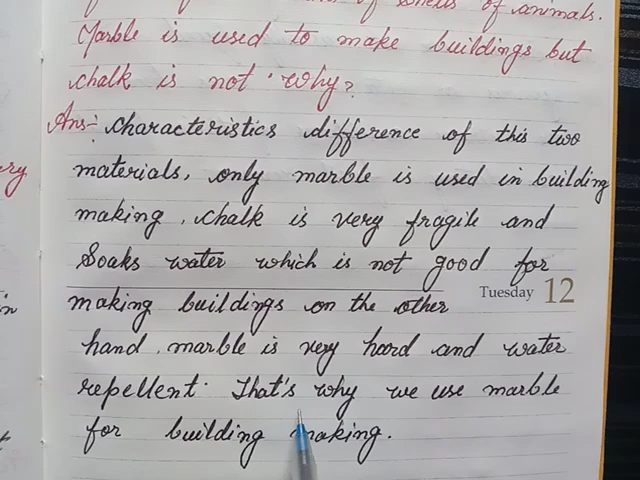 of shells of animals.
Marble is used to make buildings but
chalk is not. Why?
Ans:- Characteristics difference of this two
materials, only marble is used in building
making. Chalk is very fragile and
Soaks water which is not good for
Tuesday 12
making buildings on the other
hand. marble is very hard and water
repellent. That's why we use marble
for building making.